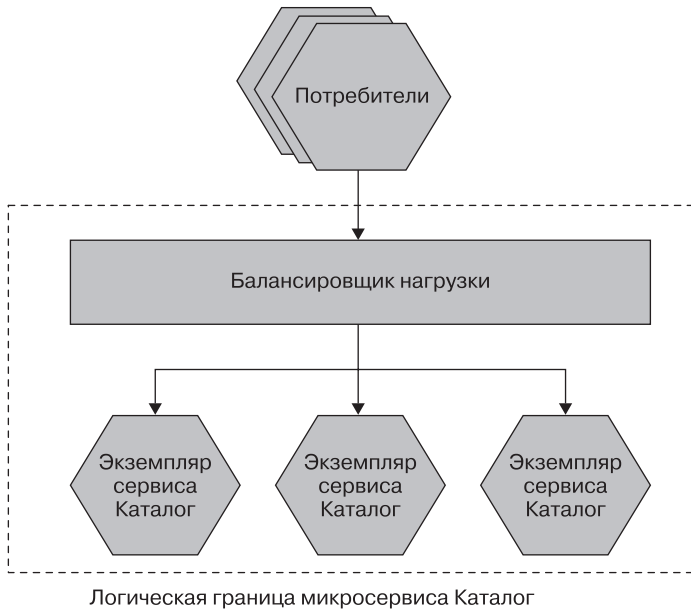 Потребители
Балансировщик нагрузки
Экземпляр
сервиса
Каталог
Экземпляр
сервиса
Каталог
Экземпляр
сервиса
Каталог
Логическая граница микросервиса Каталог